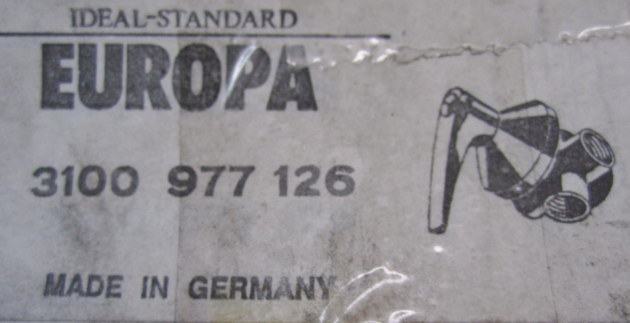 IDEAL-STANDARD
EUROPA
3100 977 126
MADE IN GERMANY